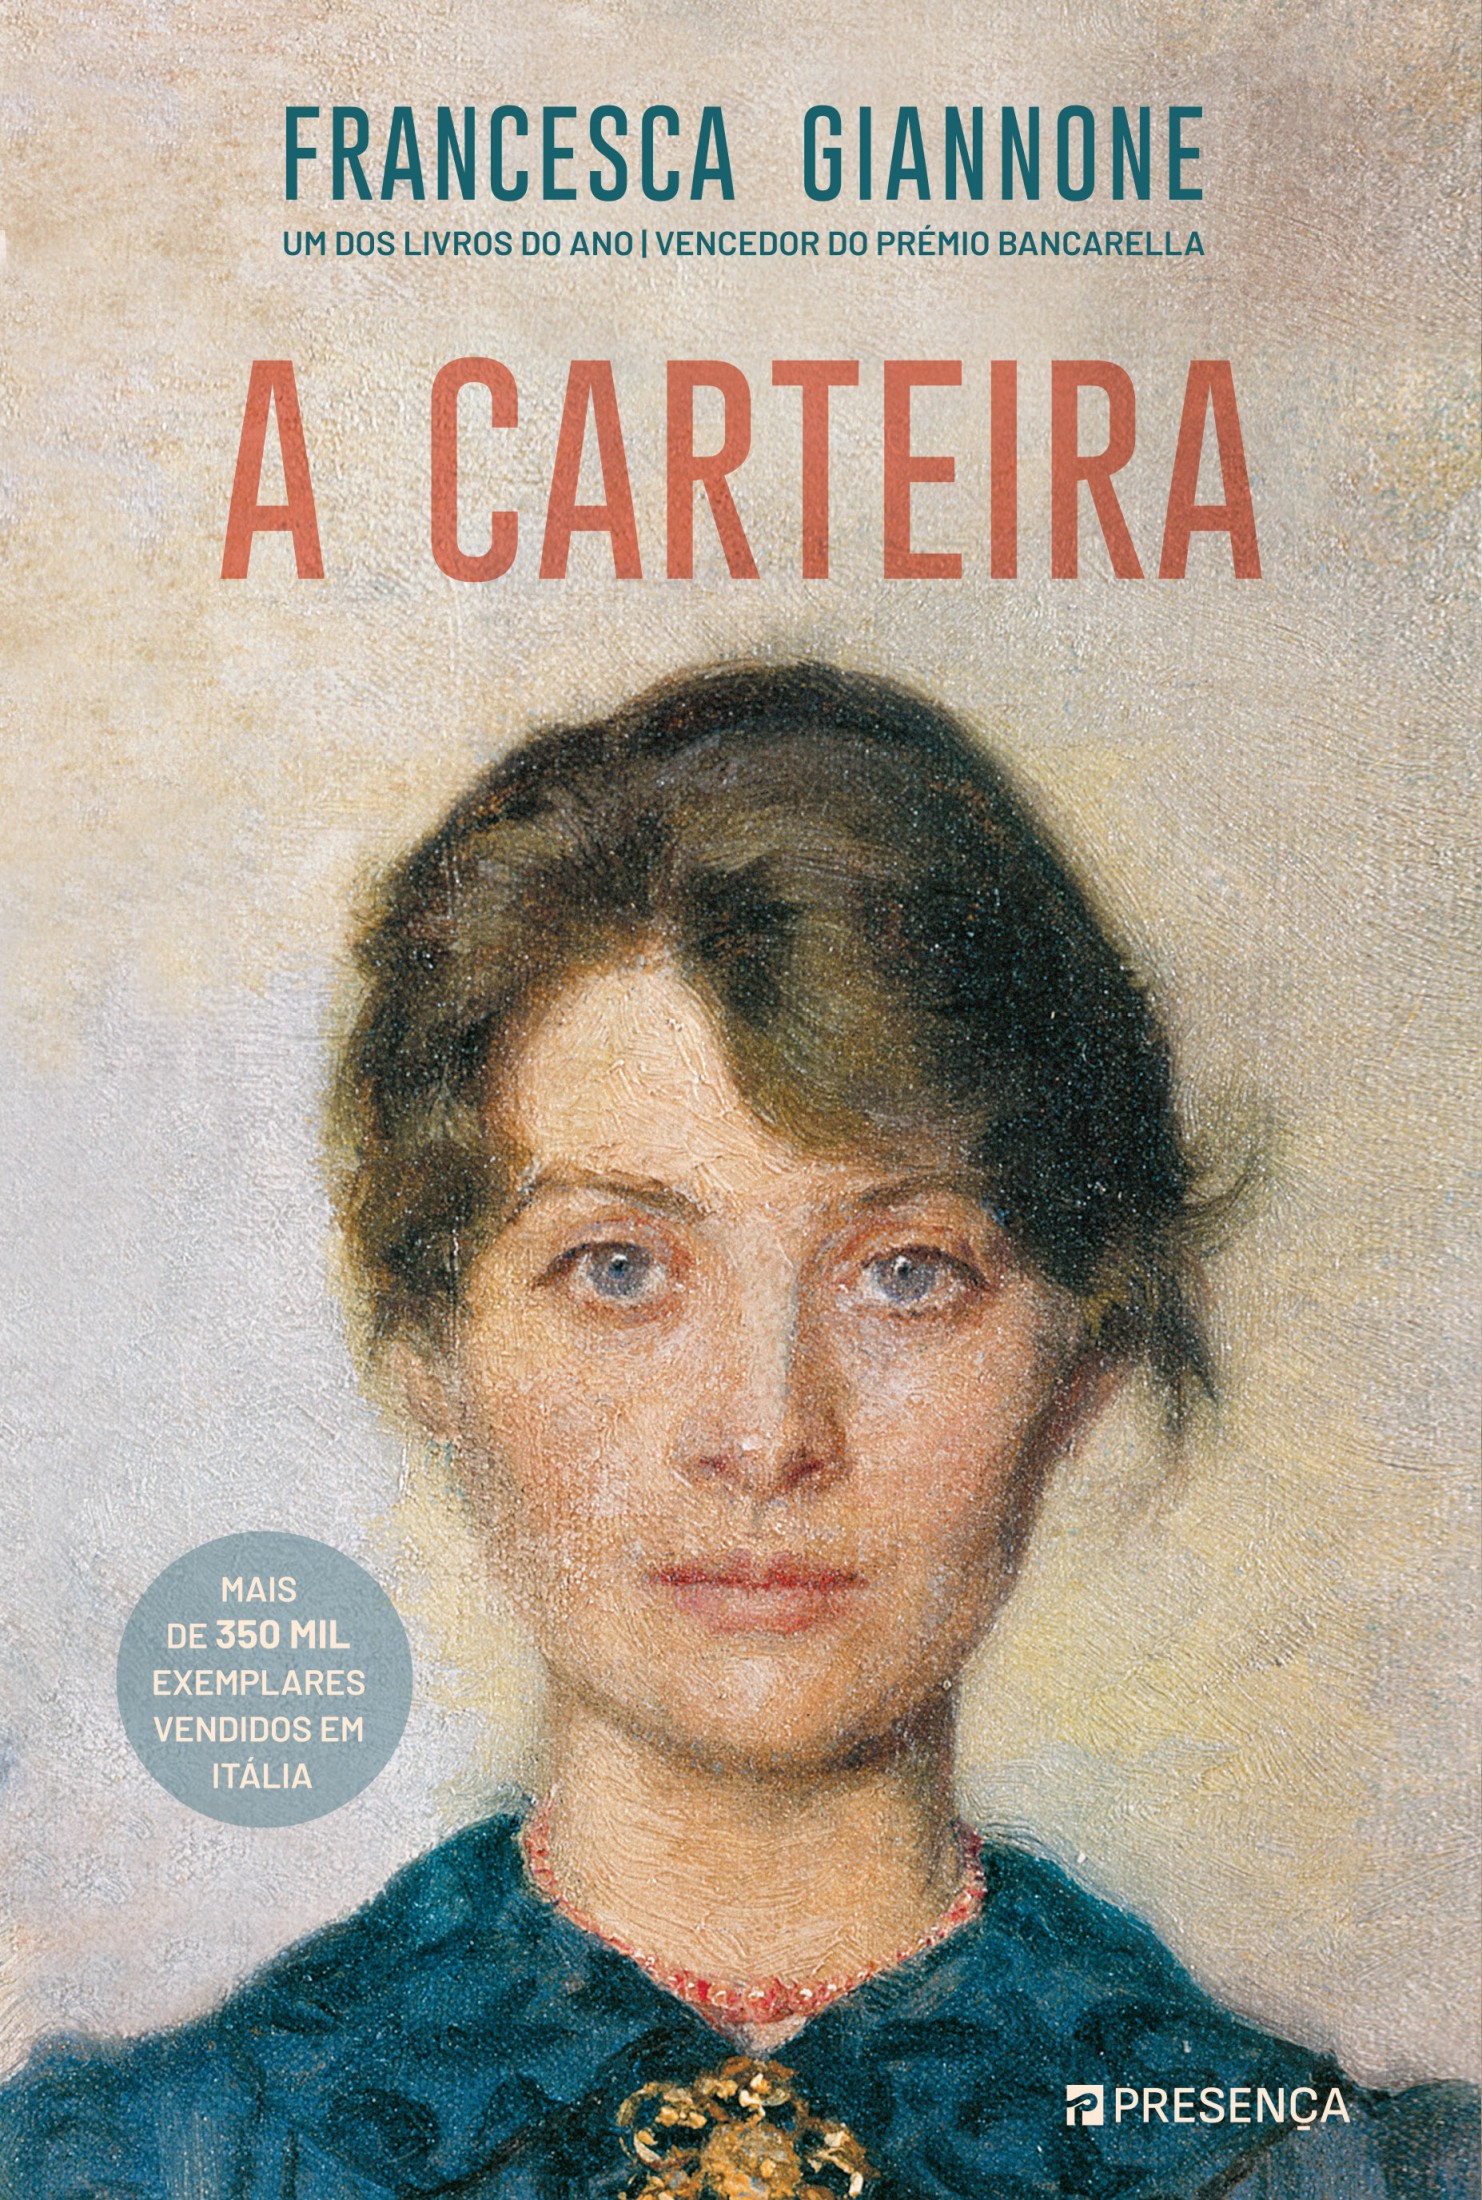 FRANCESCA GIANNONE
UM DOS LIVROS DO ANO | VENCEDOR DO PRÉMIO BANCARELLA
A CARTEIRA
MAIS
DE 350 MIL
EXEMPLARES
VENDIDOS EM
ITÁLIA
PRESENÇA